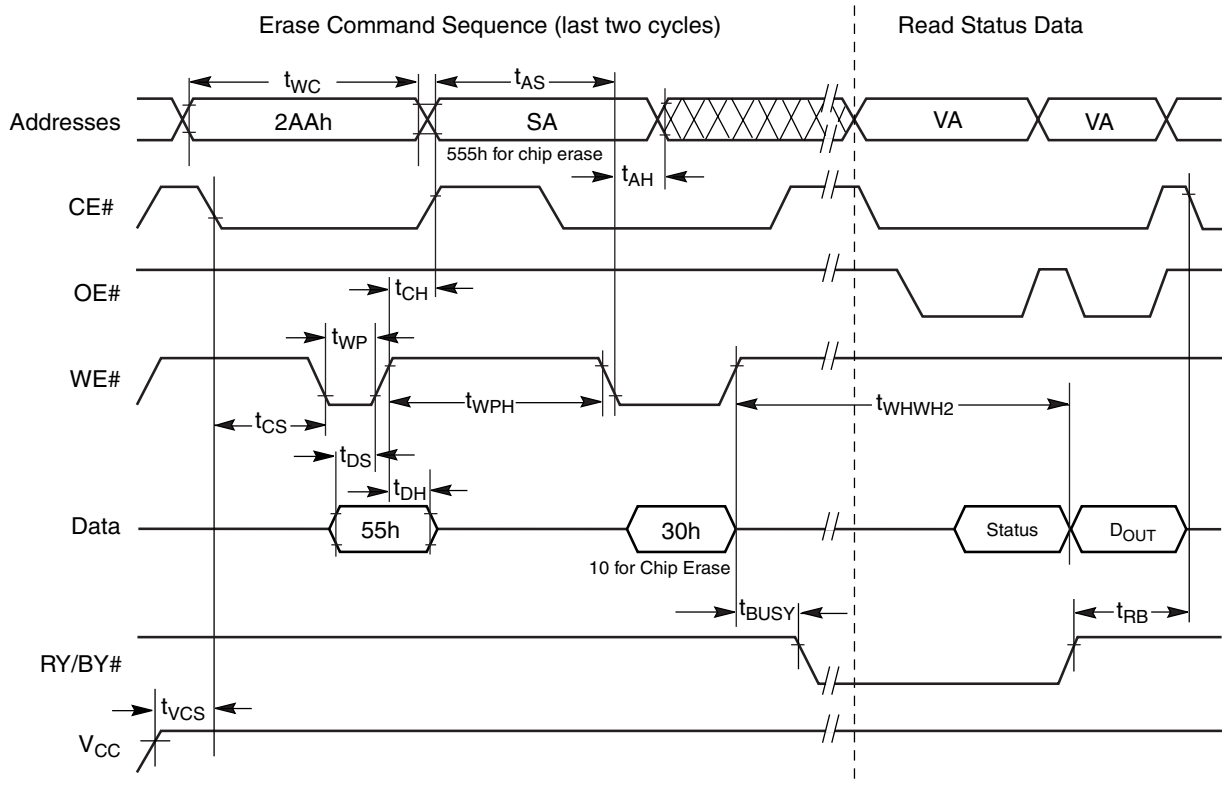 Erase Command Sequence (last two cycles)
Read Status Data
tWC
tAS
Addresses
2AAh
SA
VA
VA
555h for chip erase
tAH
CE#
OE#
tCH
tWP
WE#
tWPH
tWHWH2
tCS
tDS
tDH
Data
55h
30h
Status
DOUT
10 for Chip Erase
tBUSY
tRB
RY/BY#
tVCS
VCC